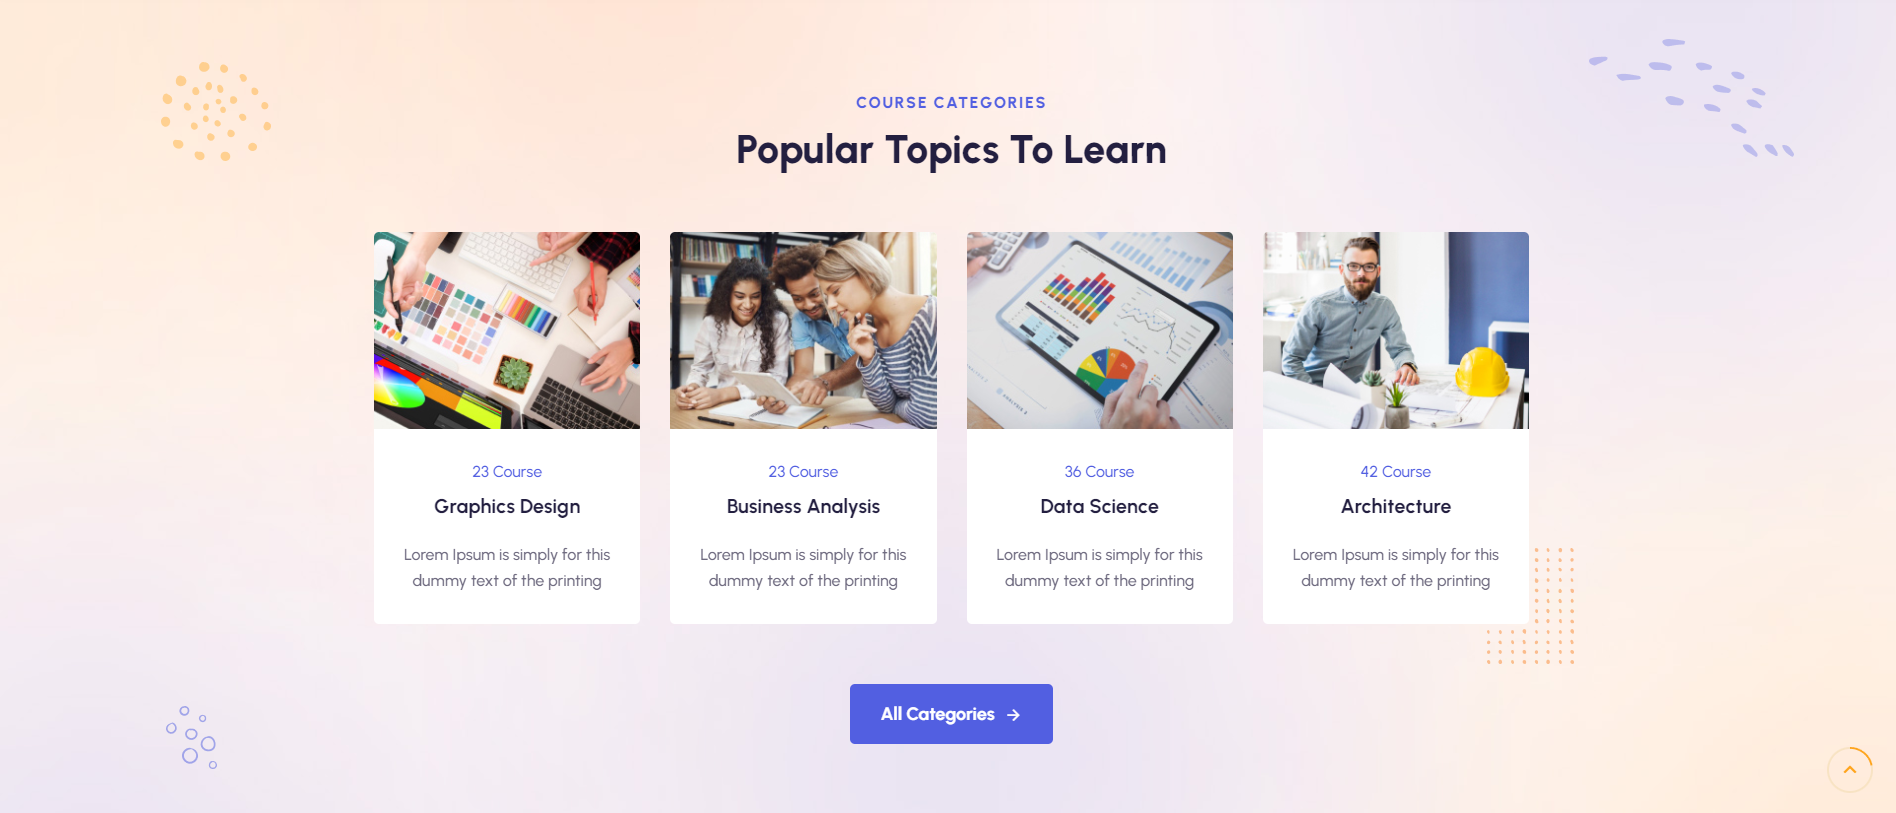 COURSE CATEGORIES
Popular Topics To Learn
23 Course
Graphics Design
Lorem Ipsum is simply for this
dummy text of the printing
23 Course
Business Analysis
Lorem Ipsum is simply for this
dummy text of the printing
36 Course
Data Science
Lorem Ipsum is simply for this
dummy text of the printing
42 Course
Architecture
Lorem Ipsum is simply for this
dummy text of the printing
All Categories